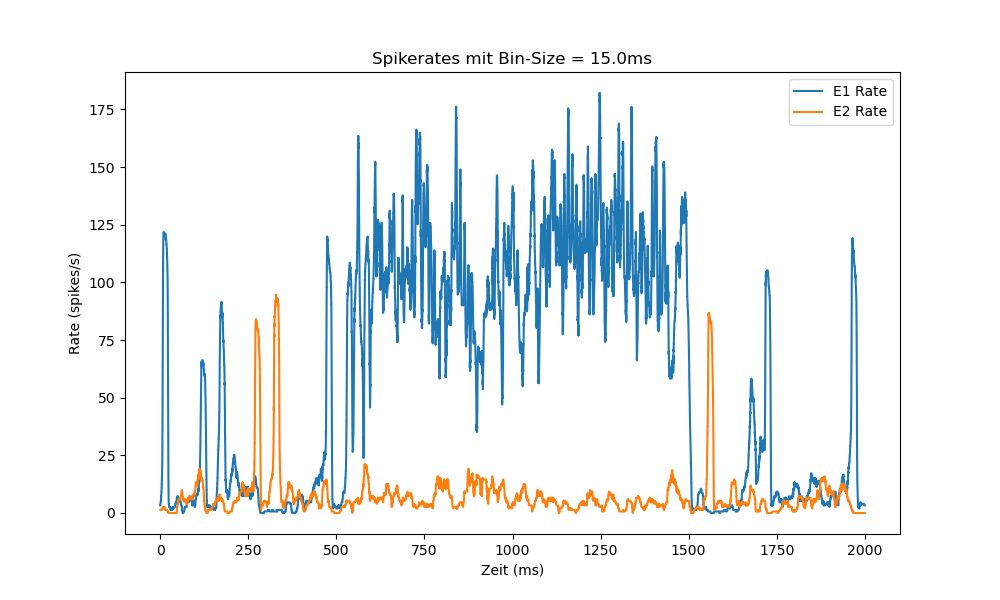 Spikerates mit Bin-Size = 15.0ms
E1 Rate
E2 Rate
175
150
125
100
75
50
25
0
Rate (spikes/s)
0 250 500 750 1000 1250 1500 1750 2000
Zeit (ms)